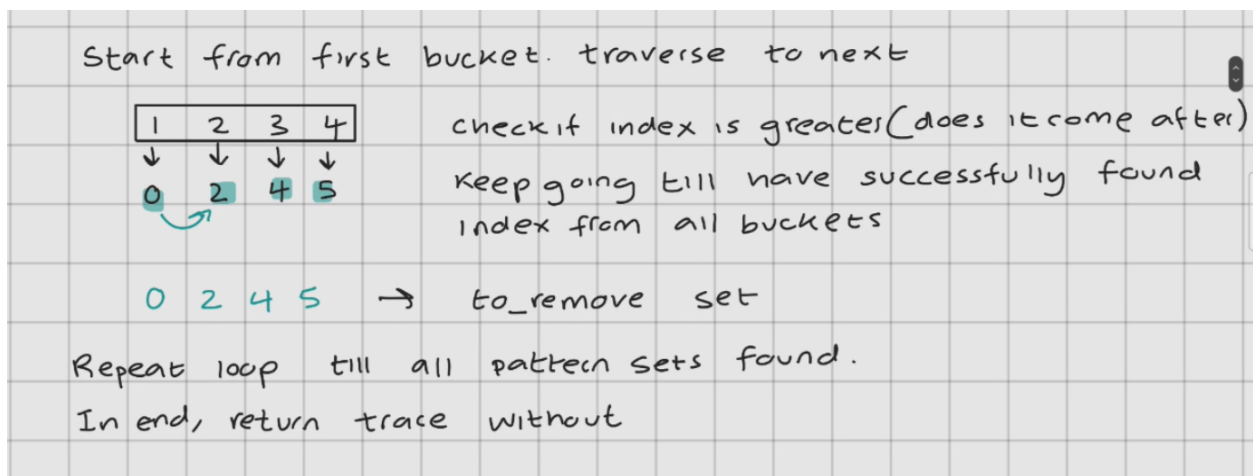 Start from first bucket. traverse to next
1 2 3 4
check if index is greater (does it come after)
0 2 4 5
Keep going till have successfully found
index from all buckets
0 2 4 5 → to_remove set
Repeat loop till all pattern sets found.
In end, return trace without